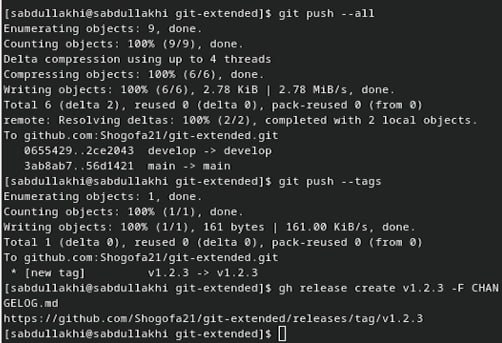 [sabdullakhi@sabdullakhi git-extended]$ git push --all
Enumerating objects: 9, done.
Counting objects: 100% (9/9), done.
Delta compression using up to 4 threads
Compressing objects: 100% (6/6), done.
Writing objects: 100% (6/6), 2.78 KiB | 2.78 MiB/s, done.
Total 6 (delta 2), reused 0 (delta 0), pack-reused 0 (from 0)
remote: Resolving deltas: 100% (2/2), completed with 2 local objects.
To github.com:Shogofa21/git-extended.git
   0655429..2ce2043  develop -> develop
   3ab8ab7..56d1421  main -> main
[sabdullakhi@sabdullakhi git-extended]$ git push --tags
Enumerating objects: 1, done.
Counting objects: 100% (1/1), done.
Writing objects: 100% (1/1), 161 bytes | 161.00 KiB/s, done.
Total 1 (delta 0), reused 0 (delta 0), pack-reused 0 (from 0)
To github.com:Shogofa21/git-extended.git
 * [new tag]         v1.2.3 -> v1.2.3
[sabdullakhi@sabdullakhi git-extended]$ gh release create v1.2.3 -F CHAN
GELOG.md
https://github.com/Shogofa21/git-extended/releases/tag/v1.2.3
[sabdullakhi@sabdullakhi git-extended]$